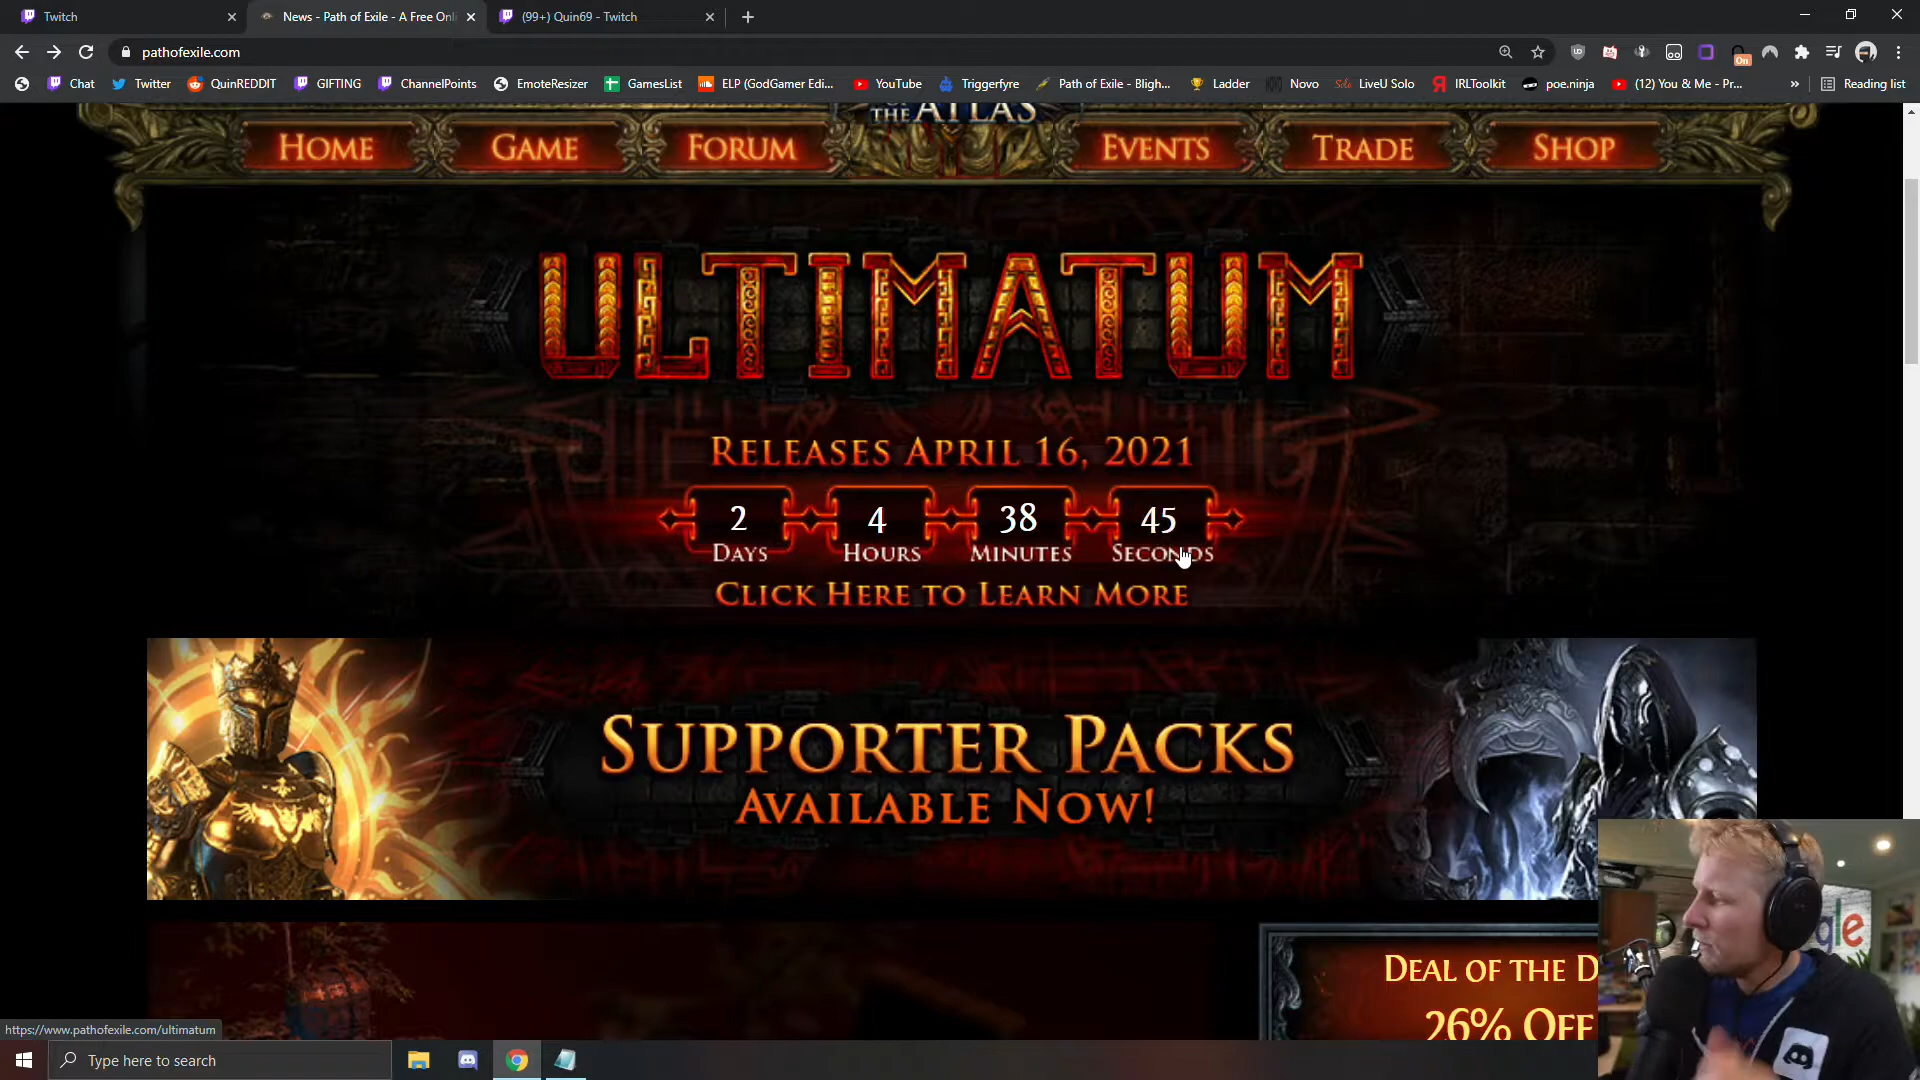 Twitch
News - Path of Exile - A Free Onl
(99+) Quin69 - Twitch
pathofexile.com
Chat
Twitter
QuinREDDIT
GIFTING
ChannelPoints
EmoteResizer
GamesList
ELP (GodGamer Edi...
YouTube
Triggerfyre
Path of Exile - Bligh...
Ladder
Novo
LiveU Solo
IRLToolkit
poe.ninja
(12) You & Me - Pr...
Reading list
On
THE ATLAS
HOME
GAME
FORUM
EVENTS
TRADE
SHOP
ULTIMATUM
RELEASES APRIL 16, 2021
2 4 38 45
DAYS HOURS MINUTES SECONDS
CLICK HERE TO LEARN MORE
SUPPORTER PACKS
AVAILABLE NOW!
DEAL OF THE D
26% OFF
gle
https://www.pathofexile.com/ultimatum
Type here to search